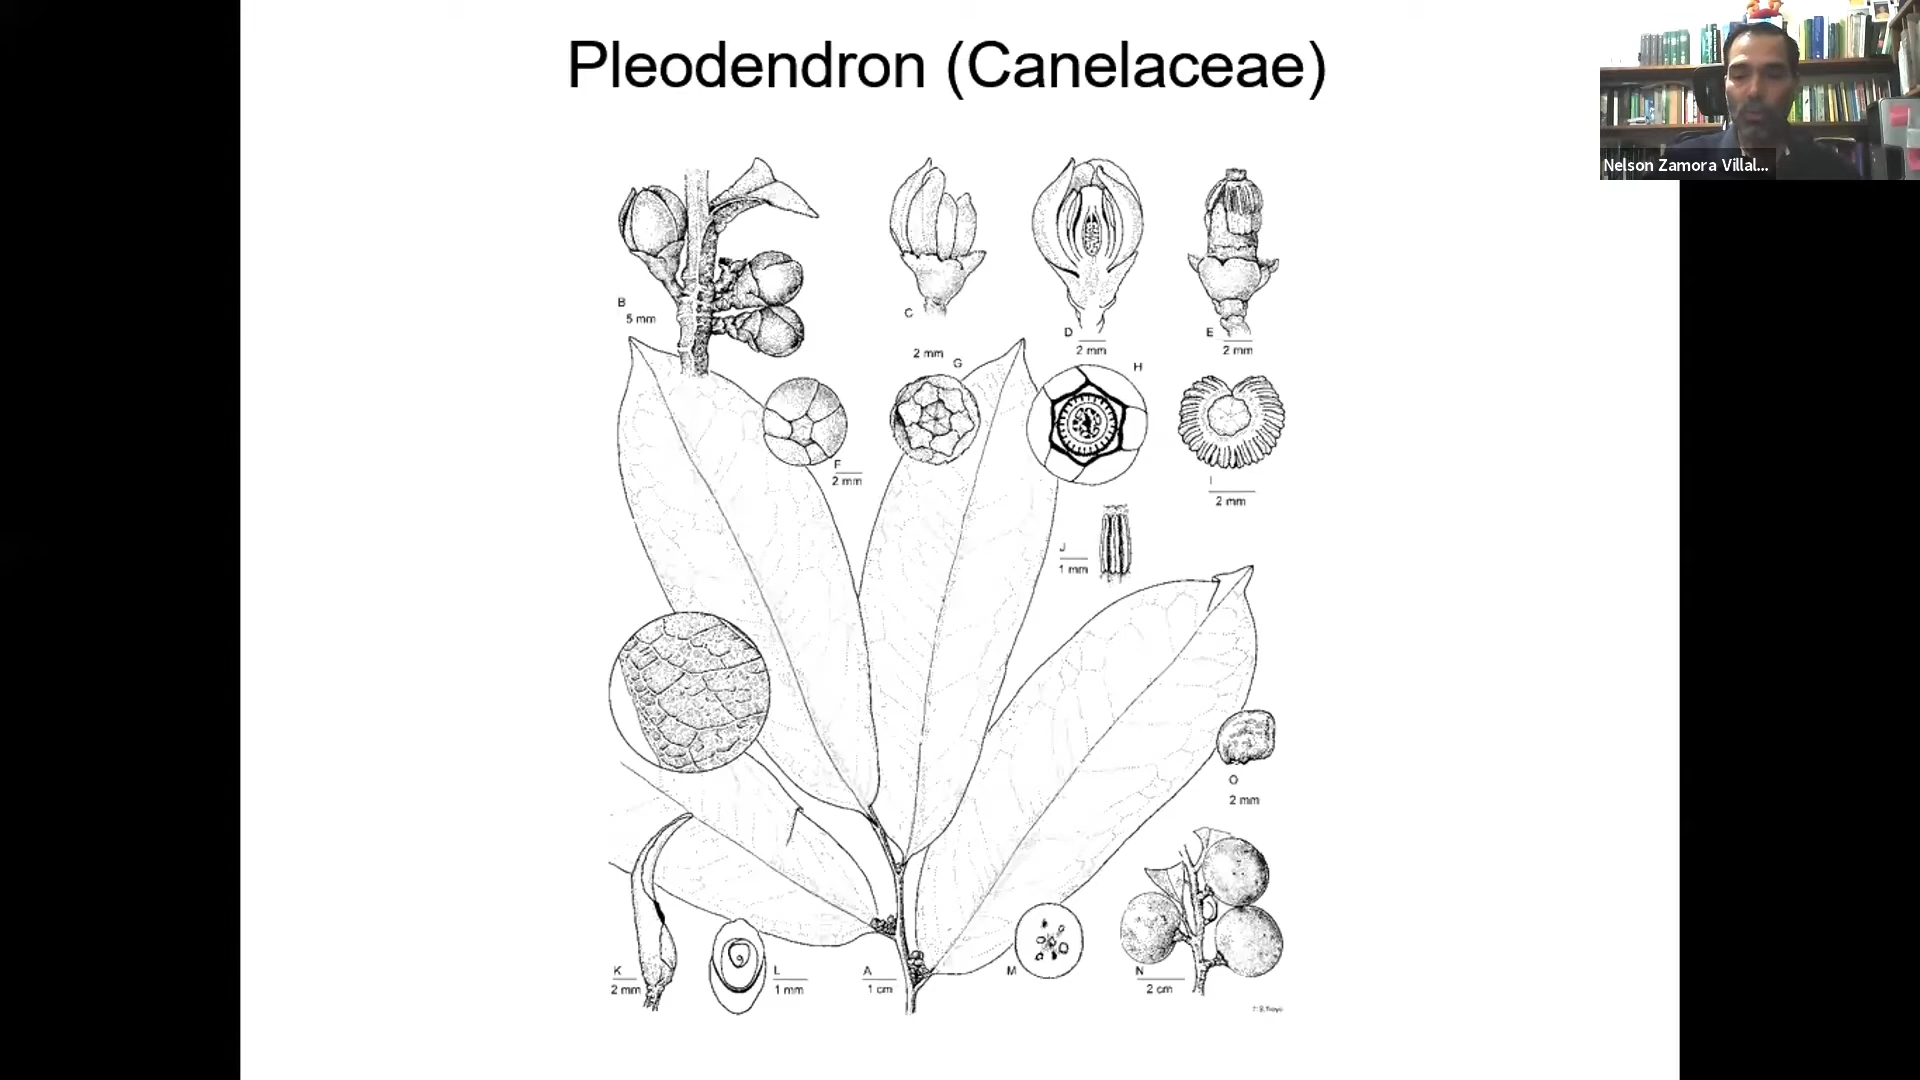 Pleodendron (Canelaceae)
Nelson Zamora Villal...
B
5 mm
C
2 mm
D
2 mm
E
2 mm
F
2 mm
G
H
I
2 mm
J
1 mm
O
2 mm
K
2 mm
L
1 mm
A
1 cm
M
N
2 cm